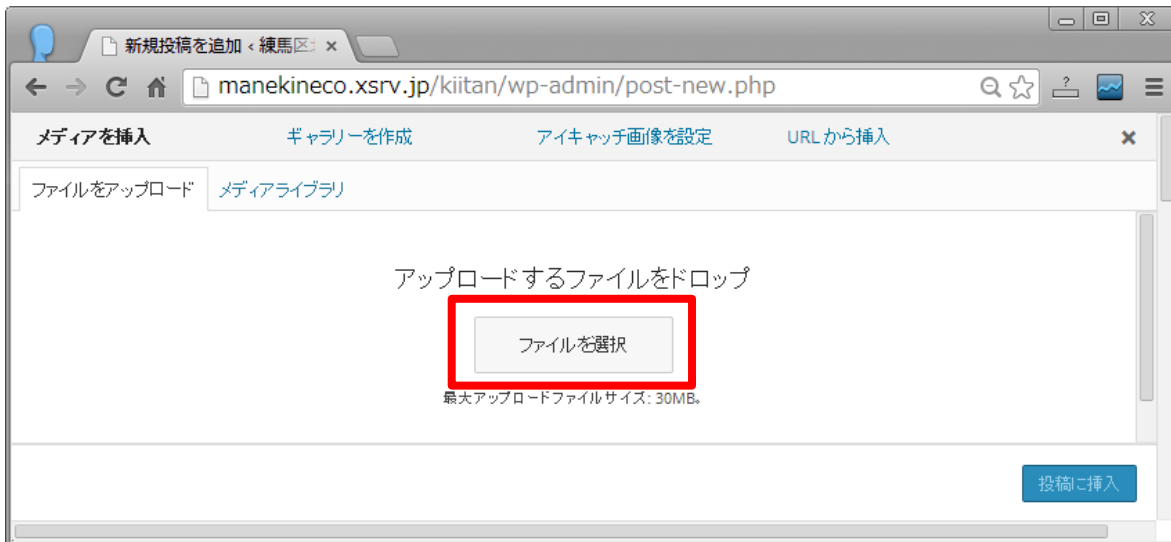 新規投稿を追加 ‹ 練馬区
manekineco.xsrv.jp/kiitan/wp-admin/post-new.php
メディアを挿入 ギャラリーを作成 アイキャッチ画像を設定 URL から挿入
ファイルをアップロード メディアライブラリ
アップロードするファイルをドロップ
ファイルを選択
最大アップロードファイルサイズ: 30MB。
投稿に挿入